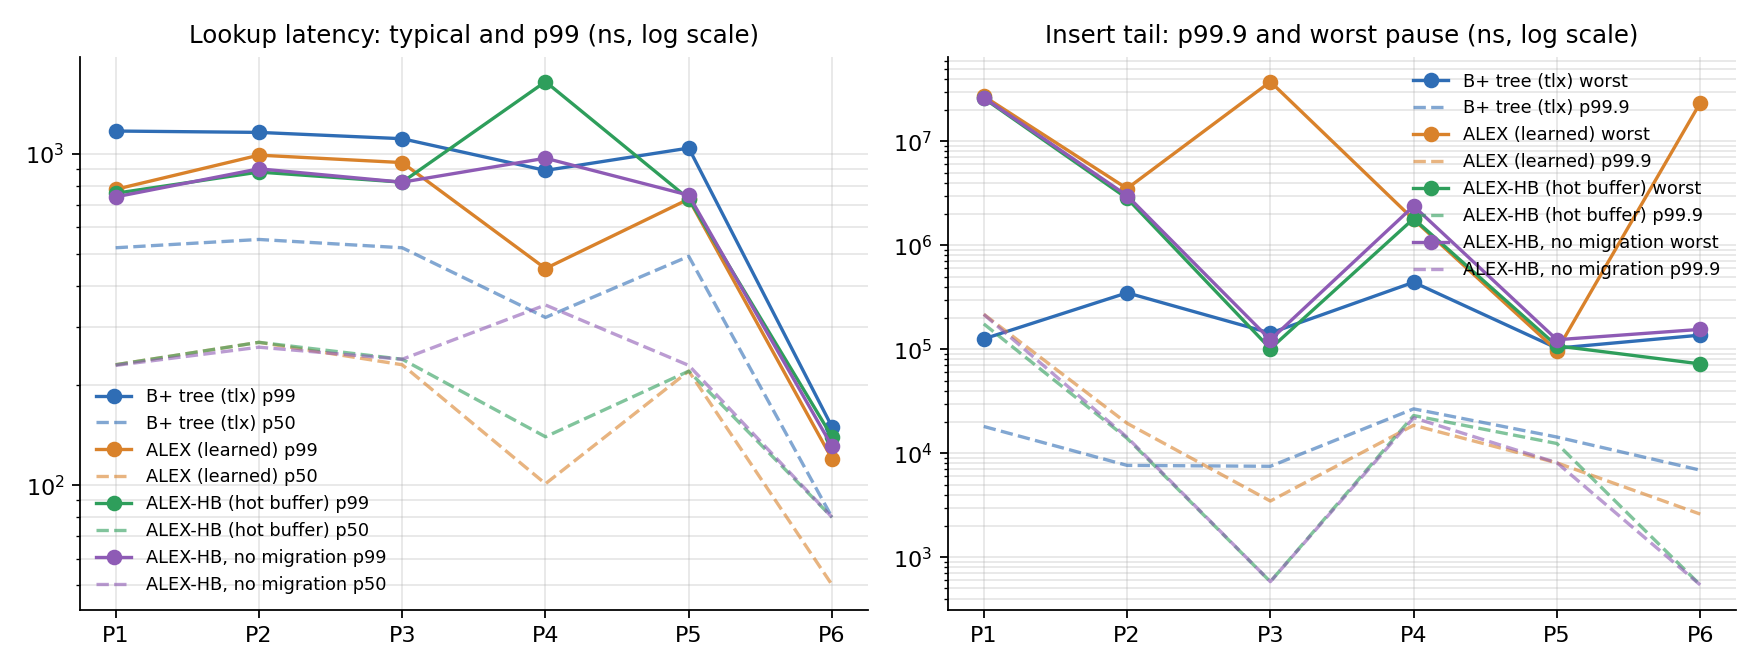 Lookup latency: typical and p99 (ns, log scale)
10³
10²
B+ tree (tlx) p99
B+ tree (tlx) p50
ALEX (learned) p99
ALEX (learned) p50
ALEX-HB (hot buffer) p99
ALEX-HB (hot buffer) p50
ALEX-HB, no migration p99
ALEX-HB, no migration p50
P1 P2 P3 P4 P5 P6
Insert tail: p99.9 and worst pause (ns, log scale)
10⁷
10⁶
10⁵
10⁴
10³
B+ tree (tlx) worst
B+ tree (tlx) p99.9
ALEX (learned) worst
ALEX (learned) p99.9
ALEX-HB (hot buffer) worst
ALEX-HB (hot buffer) p99.9
ALEX-HB, no migration worst
ALEX-HB, no migration p99.9
P1 P2 P3 P4 P5 P6